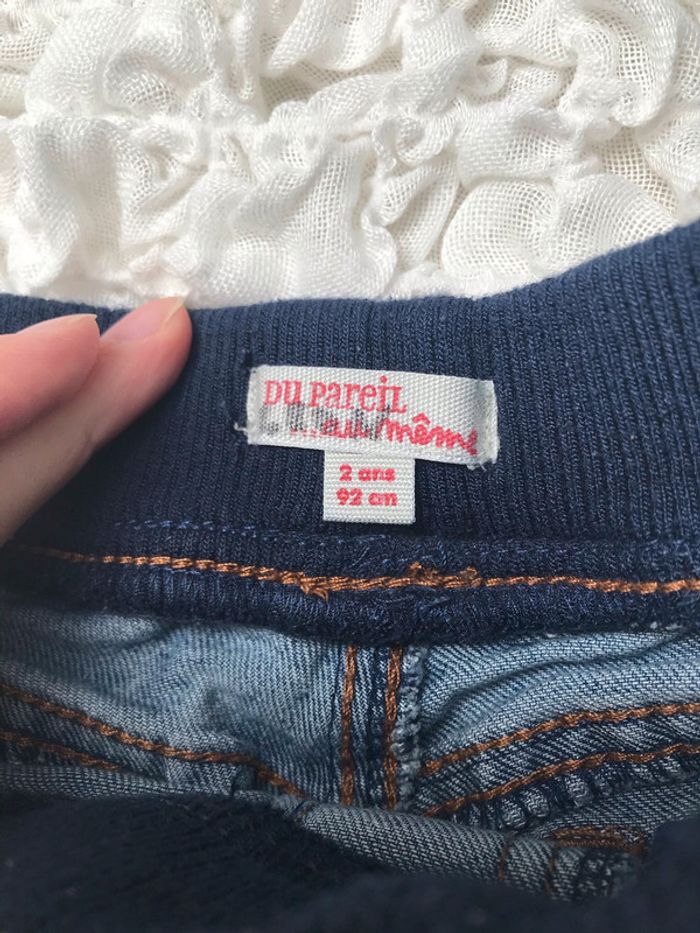 DU PAREIL
/même
2 ans
92 cm